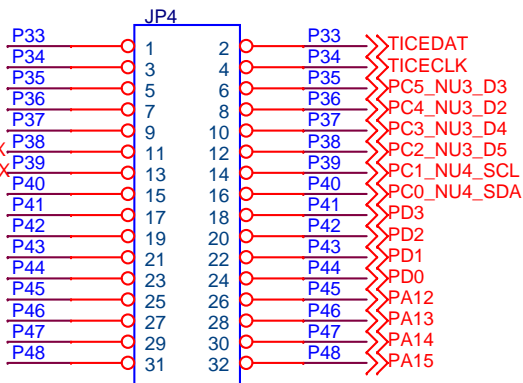 JP4
P33 1 2 P33 TICEDAT
P34 3 4 P34 TICECLK
P35 5 6 P35 PC5_NU3_D3
P36 7 8 P36 PC4_NU3_D2
P37 9 10 P37 PC3_NU3_D4
X P38 11 12 P38 PC2_NU3_D5
X P39 13 14 P39 PC1_NU4_SCL
P40 15 16 P40 PC0_NU4_SDA
P41 17 18 P41 PD3
P42 19 20 P42 PD2
P43 21 22 P43 PD1
P44 23 24 P44 PD0
P45 25 26 P45 PA12
P46 27 28 P46 PA13
P47 29 30 P47 PA14
P48 31 32 P48 PA15